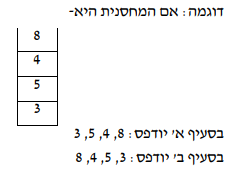 דוגמה: אם המחסנית היא-
8
4
5
3
בסעיף א׳ יודפס: 8, 4, 5, 3
בסעיף ב׳ יודפס: 3, 5, 4, 8